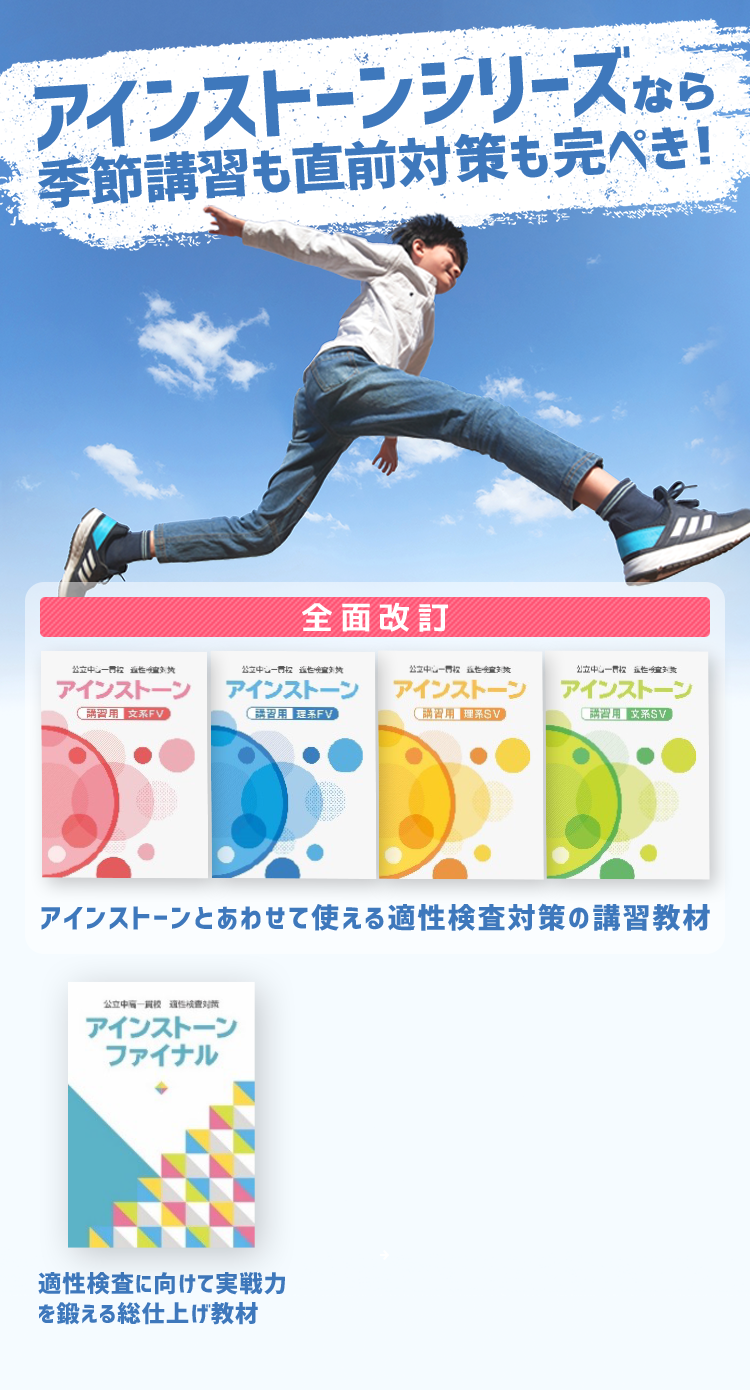 アインストーンシリーズなら
季節講習も直前対策も完ぺき!
全面改訂
公立中高一貫校 適性検査対策
アインストーン
講習用 文系FV
公立中高一貫校 適性検査対策
アインストーン
講習用 理系FV
公立中高一貫校 適性検査対策
アインストーン
講習用 理系SV
公立中高一貫校 適性検査対策
アインストーン
講習用 文系SV
アインストーンとあわせて使える適性検査対策の講習教材
公立中高一貫校 適性検査対策
アインストーン
ファイナル
適性検査に向けて実戦力
を鍛える総仕上げ教材